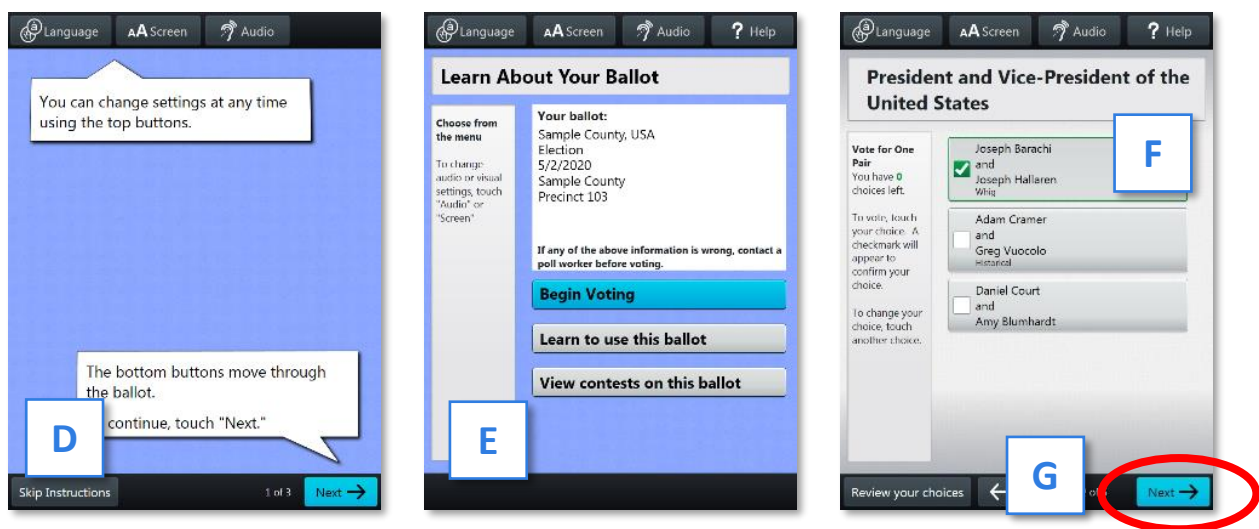 Language
AA Screen
Audio
You can change settings at any time
using the top buttons.
The bottom buttons move through
the ballot.
continue, touch "Next."
D
Skip Instructions
1 of 3
Next →
Language
AA Screen
Audio
? Help
Learn About Your Ballot
Choose from
the menu
To change
audio or visual
settings, touch
"Audio" or
"Screen"
Your ballot:
Sample County, USA
Election
5/2/2020
Sample County
Precinct 103
If any of the above information is wrong, contact a
poll worker before voting.
Begin Voting
Learn to use this ballot
View contests on this ballot
E
Language
AA Screen
Audio
? Help
President and Vice-President of the
United States
Vote for One
Pair
You have 0
choices left.
To vote, touch
your choice. A
checkmark will
appear to
confirm your
choice.
To change your
choice, touch
another choice.
Joseph Barachi
and
Joseph Hallaren
Whig
F
Adam Cramer
and
Greg Vuocolo
Historical
Daniel Court
and
Amy Blumhardt
Review your choices
←
G
Next →